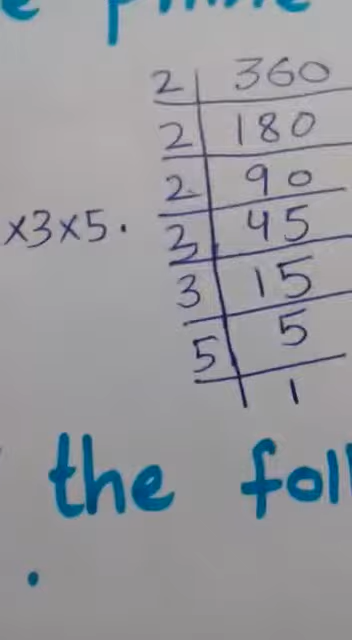 2 | 360
2 | 180
2 | 90
×3×5. 3 | 45
3 | 15
5 | 5
1
the foll
.